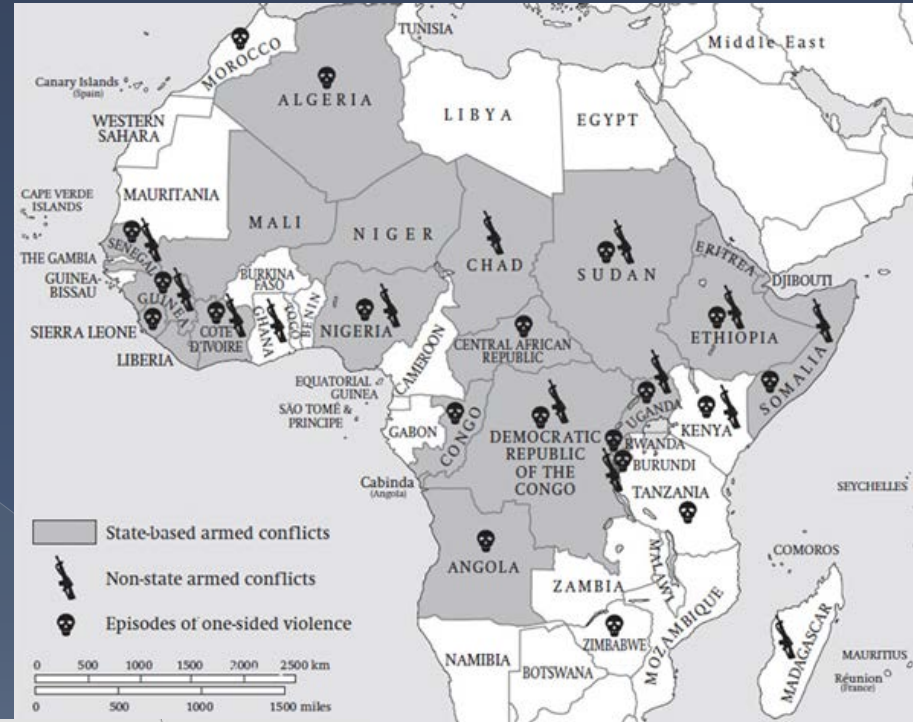 TUNISIA
Middle East
MOROCCO
Canary Islands
(Spain)
ALGERIA
LIBYA
EGYPT
WESTERN
SAHARA
MAURITANIA
CAPE VERDE
ISLANDS
MALI
NIGER
CHAD
SUDAN
ERITREA
SENEGAL
THE GAMBIA
BURKINA
FASO
DJIBOUTI
GUINEA-
BISSAU
GUINEA
BENIN
TOGO
GHANA
NIGERIA
SIERRA LEONE
COTE
D'IVOIRE
ETHIOPIA
CENTRAL AFRICAN
REPUBLIC
LIBERIA
CAMEROON
SOMALIA
EQUATORIAL
GUINEA
SÃO TOMÉ &
PRINCIPE
UGANDA
KENYA
GABON
CONGO
DEMOCRATIC
REPUBLIC
OF THE
CONGO
RWANDA
BURUNDI
Cabinda
(Angola)
TANZANIA
SEYCHELLES
State-based armed conflicts
COMOROS
Non-state armed conflicts
ANGOLA
MALAWI
ZAMBIA
Episodes of one-sided violence
MOZAMBIQUE
ZIMBABWE
MADAGASCAR
MAURITIUS
NAMIBIA
BOTSWANA
Réunion
(France)
0 500 1000 1500 2000 2500 km
0 500 1000 1500 miles